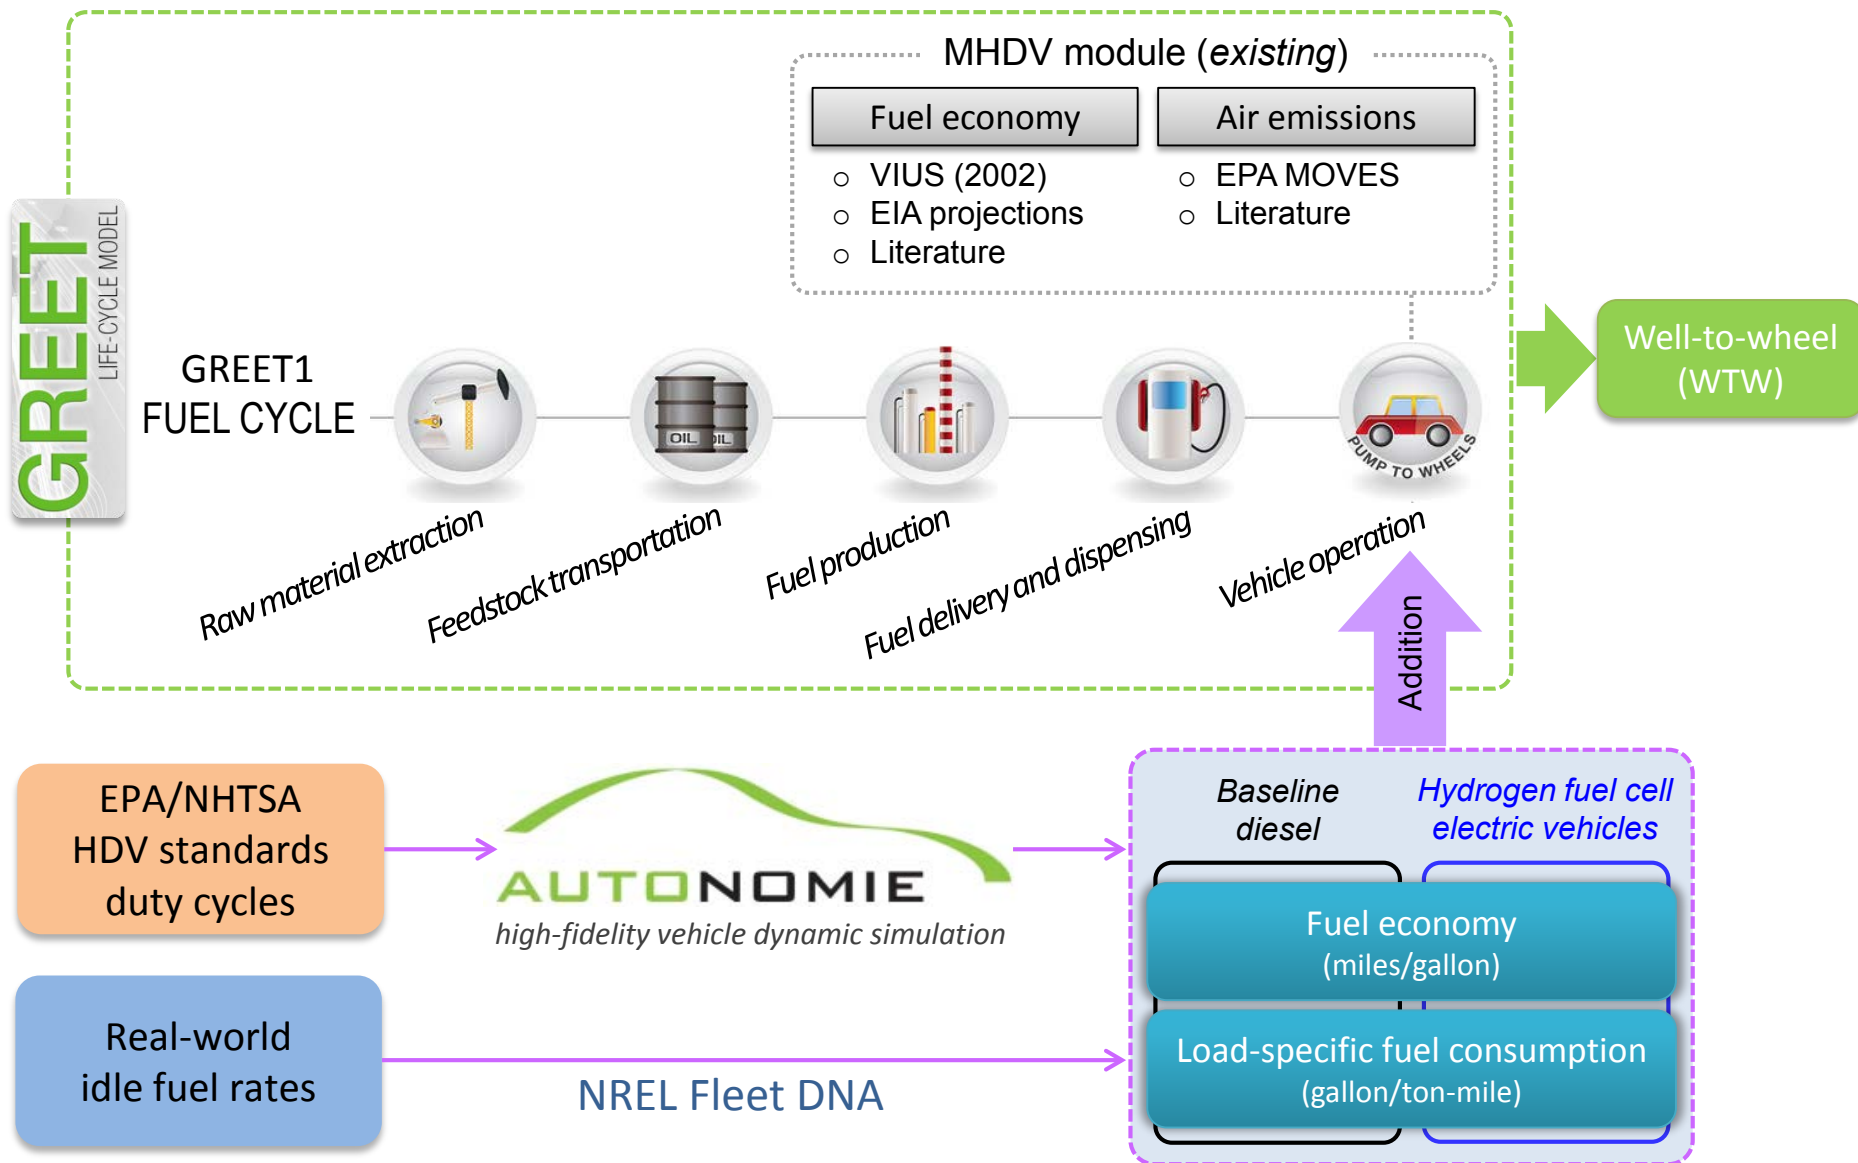 MHDV module (existing)
Fuel economy
Air emissions
o VIUS (2002)
o EIA projections
o Literature
o EPA MOVES
o Literature
GREET
LIFE-CYCLE MODEL
GREET1
FUEL CYCLE
OIL
OIL
PUMP TO WHEELS
Raw material extraction
Feedstock transportation
Fuel production
Fuel delivery and dispensing
Vehicle operation
Well-to-wheel
(WTW)
Addition
EPA/NHTSA
HDV standards
duty cycles
AUTONOMIE
high-fidelity vehicle dynamic simulation
Real-world
idle fuel rates
NREL Fleet DNA
Baseline
diesel
Hydrogen fuel cell
electric vehicles
Fuel economy
(miles/gallon)
Load-specific fuel consumption
(gallon/ton-mile)